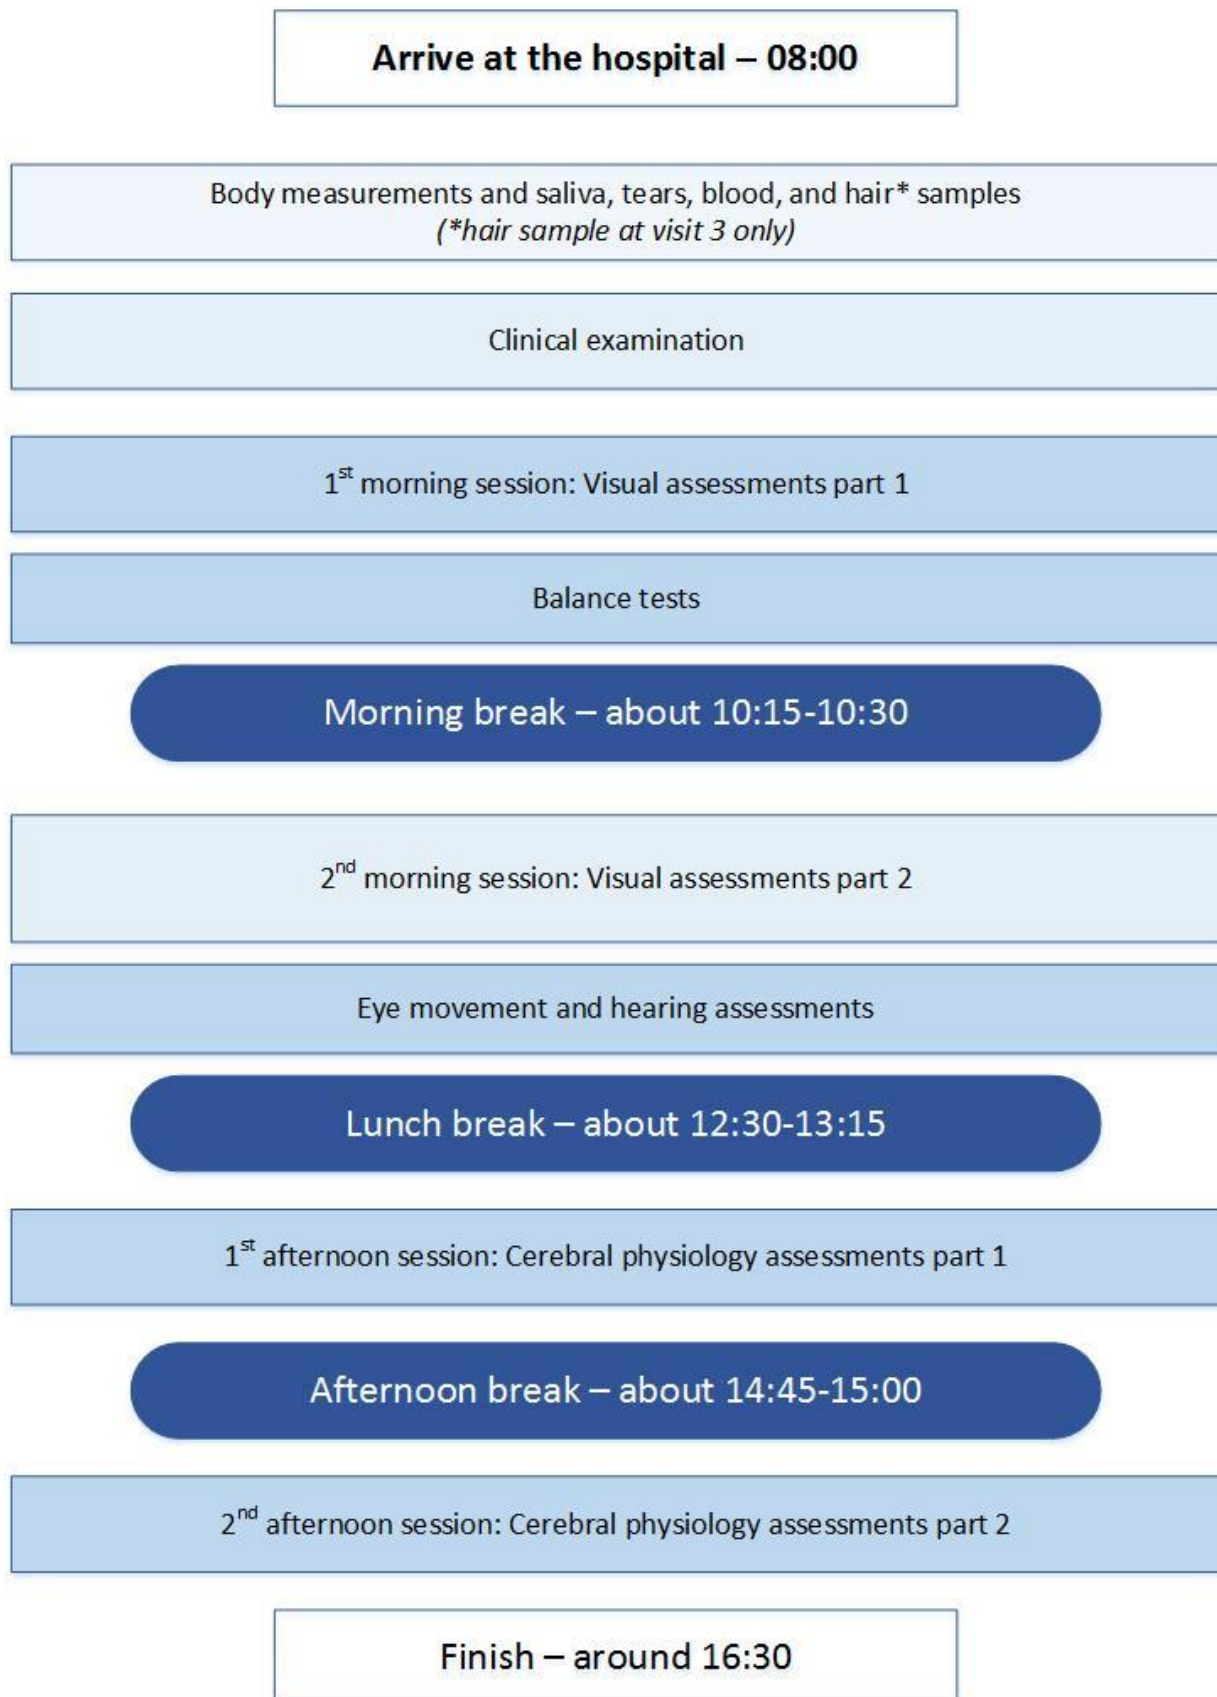 Arrive at the hospital – 08:00
Body measurements and saliva, tears, blood, and hair* samples
(*hair sample at visit 3 only)
Clinical examination
1st morning session: Visual assessments part 1
Balance tests
Morning break – about 10:15-10:30
2nd morning session: Visual assessments part 2
Eye movement and hearing assessments
Lunch break – about 12:30-13:15
1st afternoon session: Cerebral physiology assessments part 1
Afternoon break – about 14:45-15:00
2nd afternoon session: Cerebral physiology assessments part 2
Finish – around 16:30